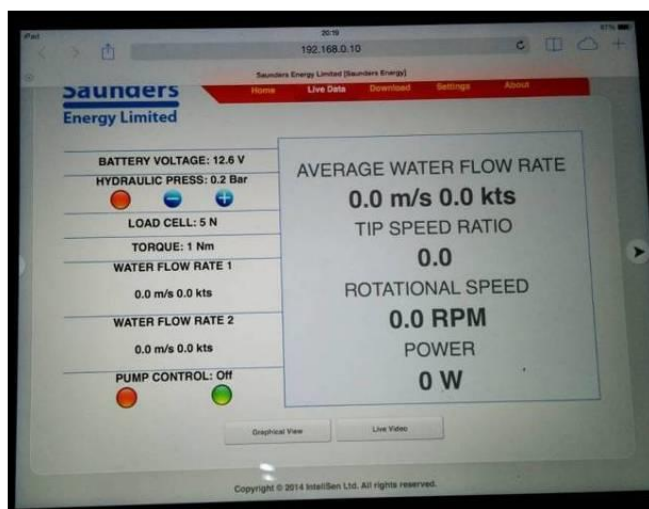 iPad
20:19
97%
192.168.0.10
Saunders Energy Limited [Saunders Energy]
Saunders
Energy Limited
Home Live Data Download Settings About
BATTERY VOLTAGE: 12.6 V
HYDRAULIC PRESS: 0.2 Bar
LOAD CELL: 5 N
TORQUE: 1 Nm
WATER FLOW RATE 1
0.0 m/s 0.0 kts
WATER FLOW RATE 2
0.0 m/s 0.0 kts
PUMP CONTROL: Off
AVERAGE WATER FLOW RATE
0.0 m/s 0.0 kts
TIP SPEED RATIO
0.0
ROTATIONAL SPEED
0.0 RPM
POWER
0 W
Graphical View Live Video
Copyright © 2014 InteliSen Ltd. All rights reserved.